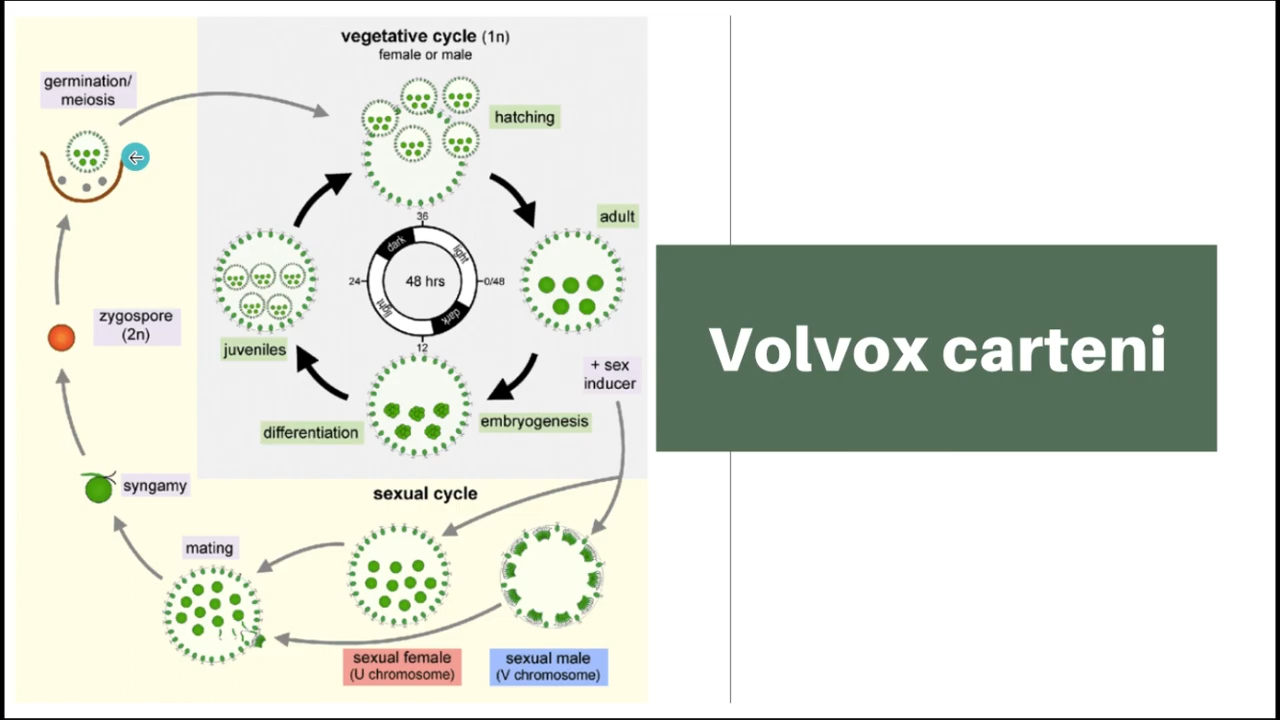 vegetative cycle (1n)
female or male
germination/
meiosis
hatching
adult
36
dark
light
24
48 hrs
0/48
light
dark
12
zygospore
(2n)
juveniles
+ sex
inducer
embryogenesis
differentiation
Volvox carteni
syngamy
sexual cycle
mating
sexual female
(U chromosome)
sexual male
(V chromosome)